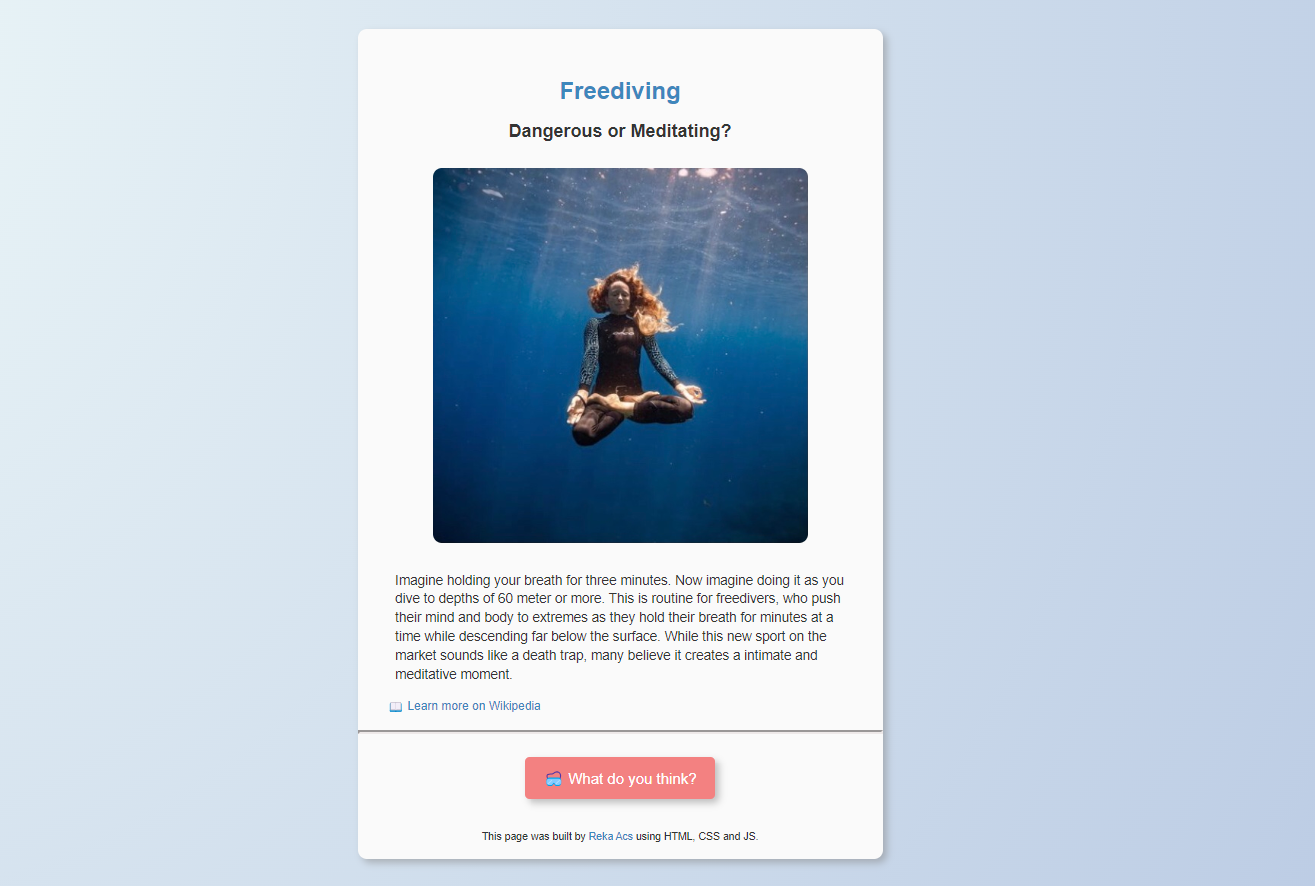 Freediving
Dangerous or Meditating?
Imagine holding your breath for three minutes. Now imagine doing it as you
dive to depths of 60 meter or more. This is routine for freedivers, who push
their mind and body to extremes as they hold their breath for minutes at a
time while descending far below the surface. While this new sport on the
market sounds like a death trap, many believe it creates a intimate and
meditative moment.
📖 Learn more on Wikipedia
What do you think?
This page was built by Reka Acs using HTML, CSS and JS.